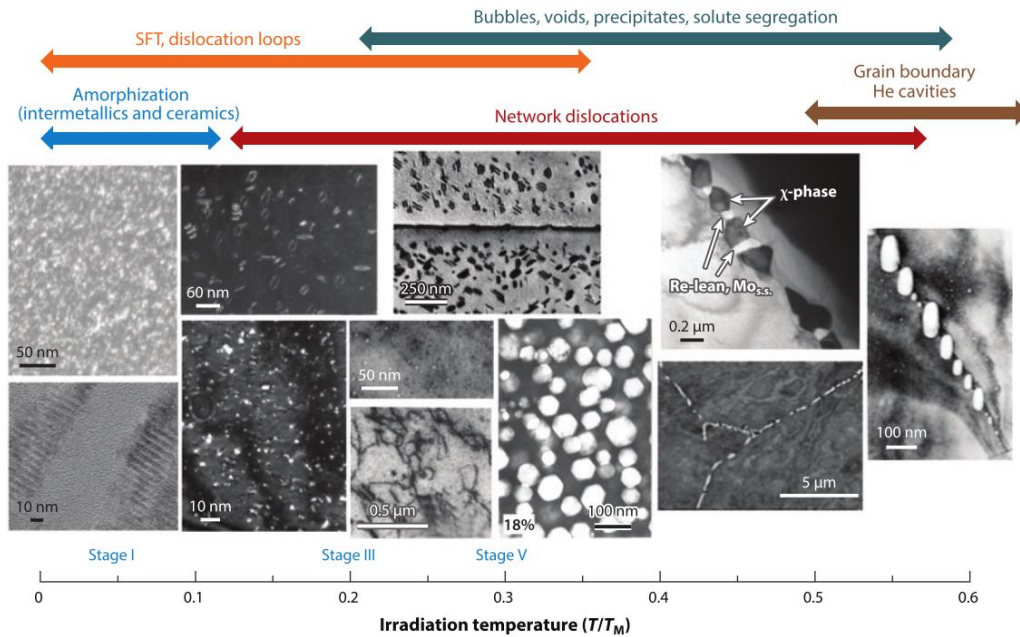 Bubbles, voids, precipitates, solute segregation
SFT, dislocation loops
Grain boundary
He cavities
Amorphization
(intermetallics and ceramics)
Network dislocations
50 nm
60 nm
250 nm
χ-phase
Re-lean, Mos.s.
0.2 μm
10 nm
10 nm
50 nm
0.5 μm
18%
100 nm
5 μm
100 nm
Stage I
Stage III
Stage V
0
0.1
0.2
0.3
0.4
0.5
0.6
Irradiation temperature (T/TM)